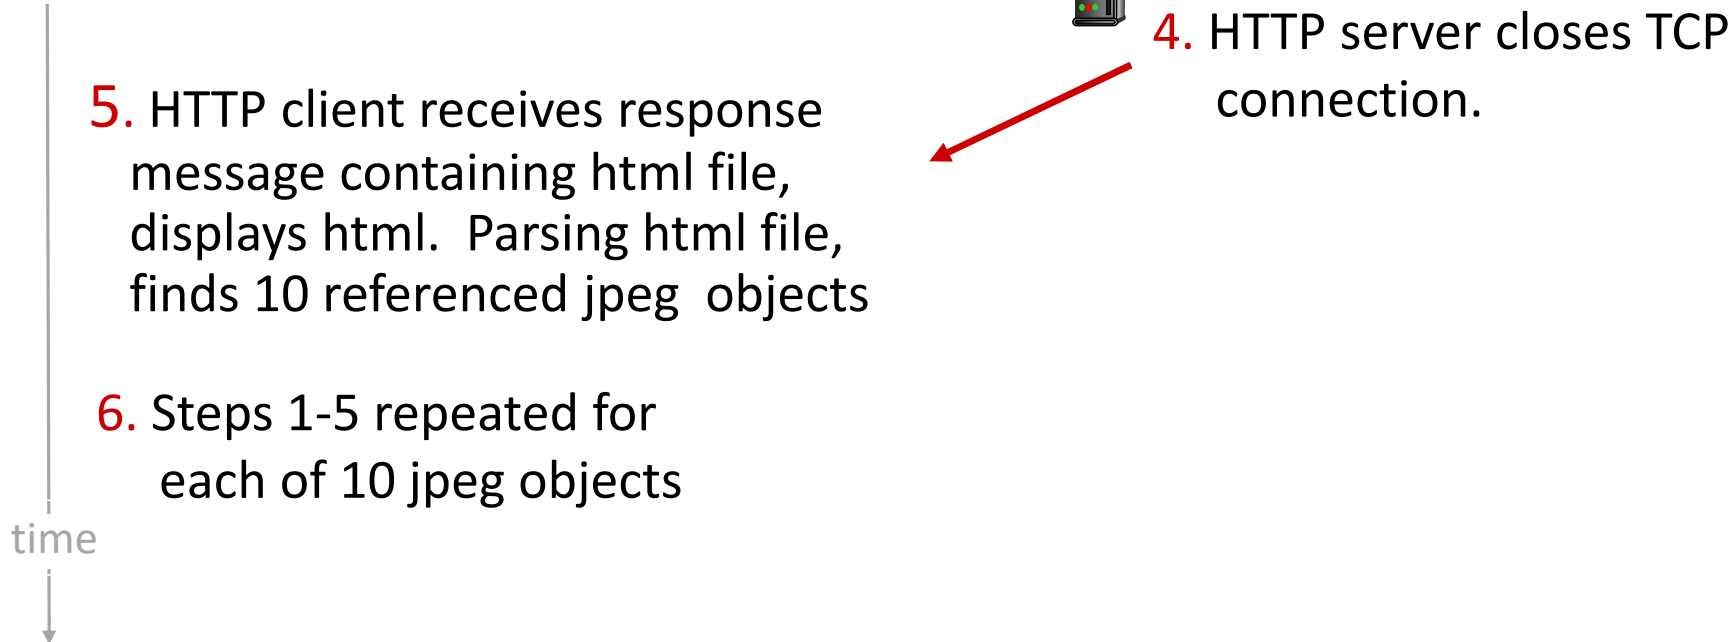 4. HTTP server closes TCP
connection.
5. HTTP client receives response
message containing html file,
displays html.  Parsing html file,
finds 10 referenced jpeg  objects
6. Steps 1-5 repeated for
each of 10 jpeg objects
time